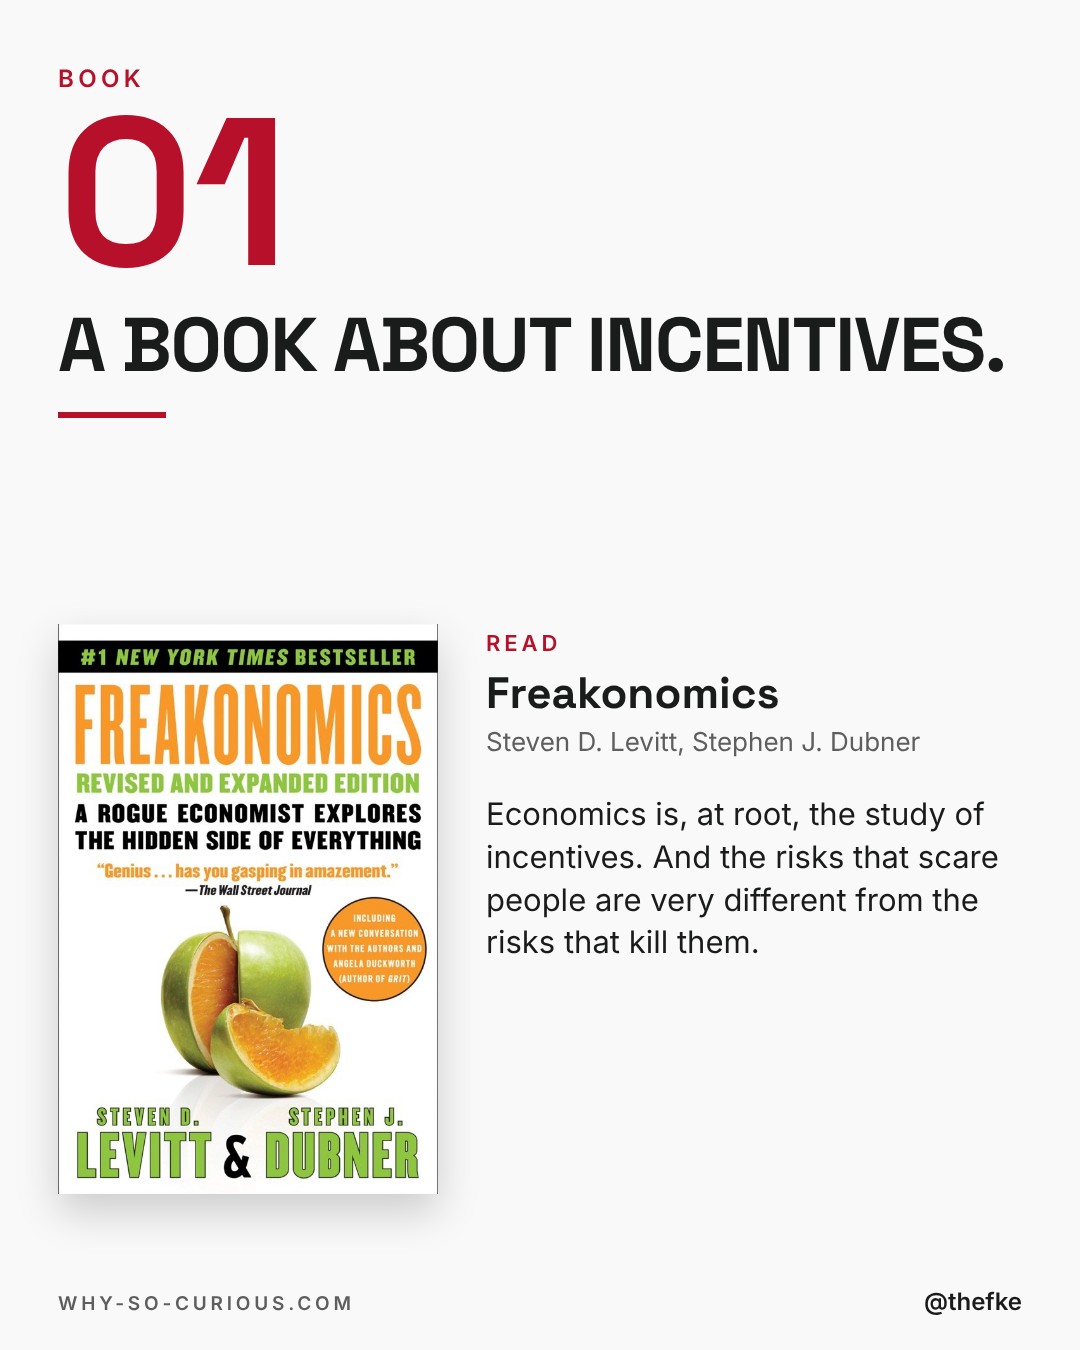 BOOK
01
A BOOK ABOUT INCENTIVES.
#1 NEW YORK TIMES BESTSELLER
FREAKONOMICS
REVISED AND EXPANDED EDITION
A ROGUE ECONOMIST EXPLORES
THE HIDDEN SIDE OF EVERYTHING
“Genius . . . has you gasping in amazement.”
—The Wall Street Journal
INCLUDING
A NEW CONVERSATION
WITH THE AUTHORS AND
ANGELA DUCKWORTH
(AUTHOR OF GRIT)
STEVEN D. STEPHEN J.
LEVITT & DUBNER
READ
Freakonomics
Steven D. Levitt, Stephen J. Dubner
Economics is, at root, the study of
incentives. And the risks that scare
people are very different from the
risks that kill them.
WHY-SO-CURIOUS.COM
@thefke